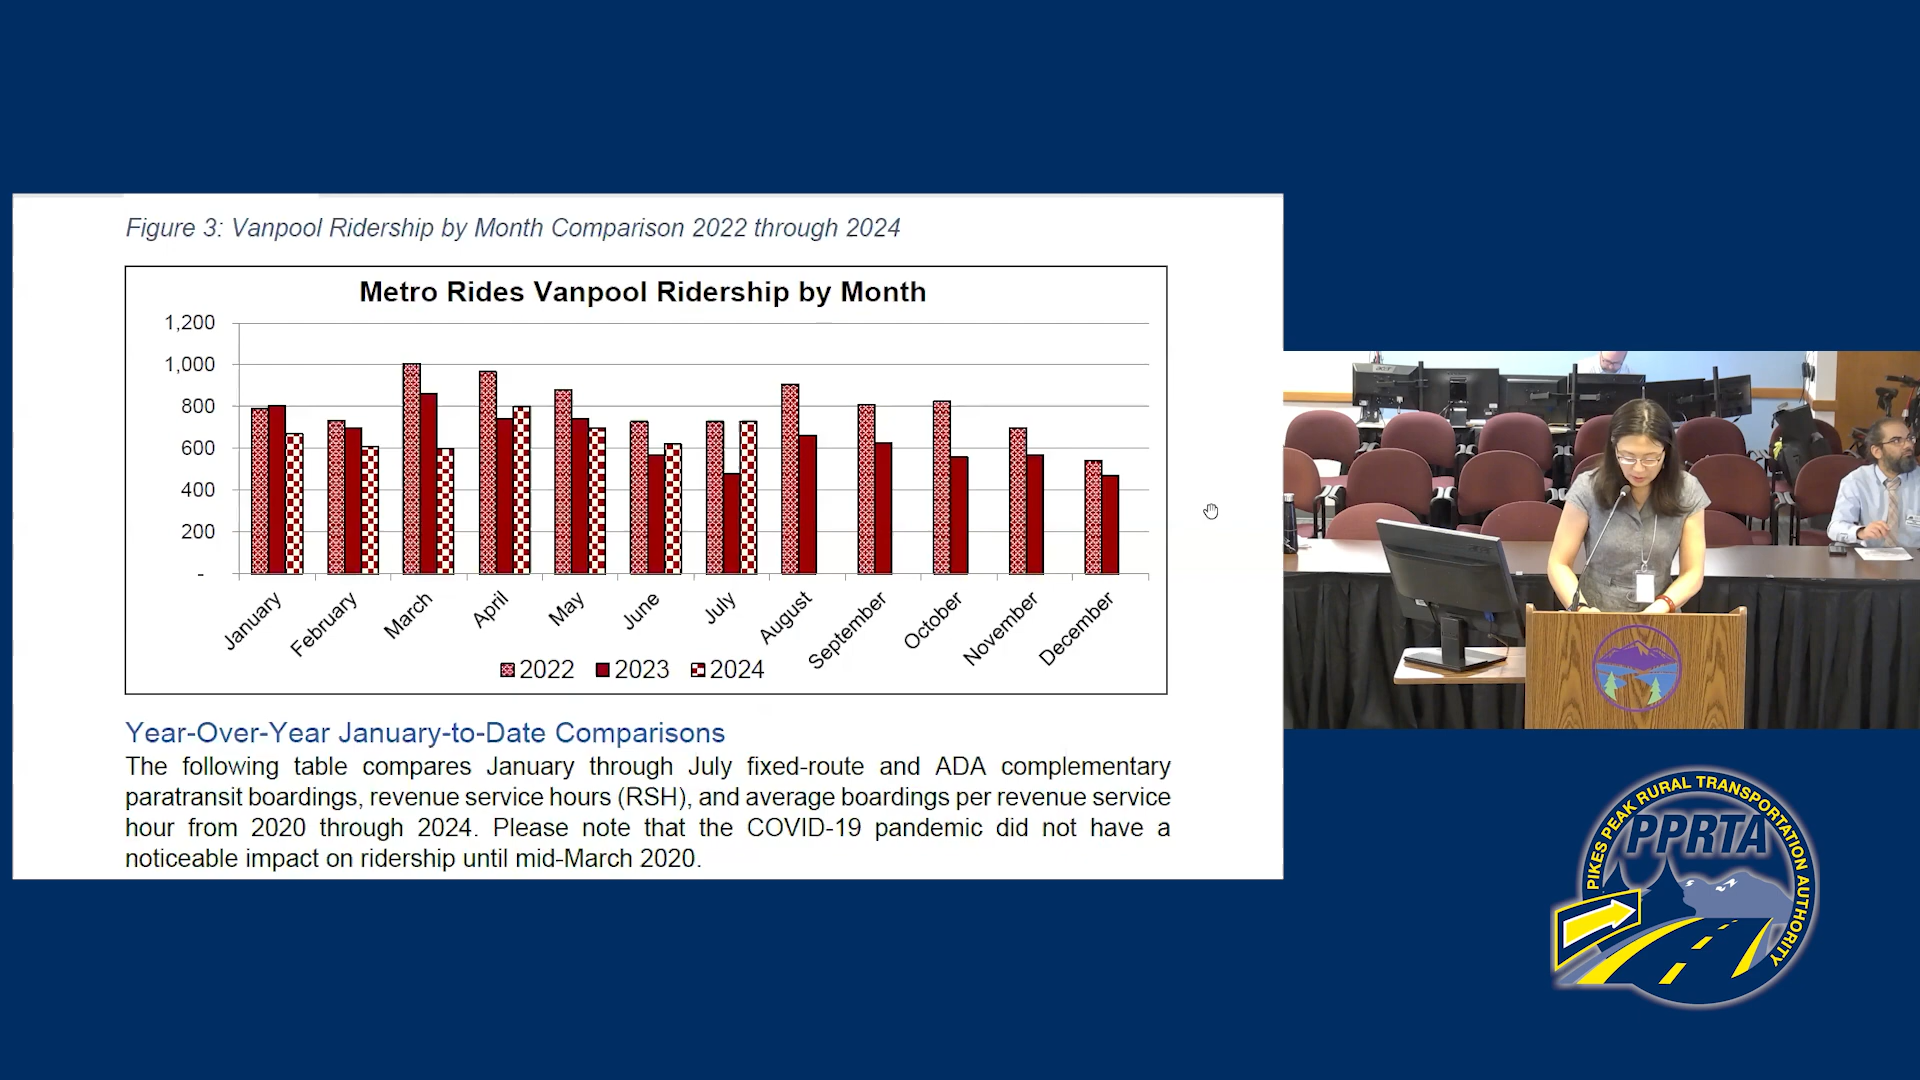 Figure 3: Vanpool Ridership by Month Comparison 2022 through 2024
Metro Rides Vanpool Ridership by Month
1,200
1,000
800
600
400
200
-
January
February
March
April
May
June
July
August
September
October
November
December
2022 2023 2024
Year-Over-Year January-to-Date Comparisons
The following table compares January through July fixed-route and ADA complementary
paratransit boardings, revenue service hours (RSH), and average boardings per revenue service
hour from 2020 through 2024. Please note that the COVID-19 pandemic did not have a
noticeable impact on ridership until mid-March 2020.
acer
PIKES PEAK RURAL TRANSPORTATION AUTHORITY
PPRTA